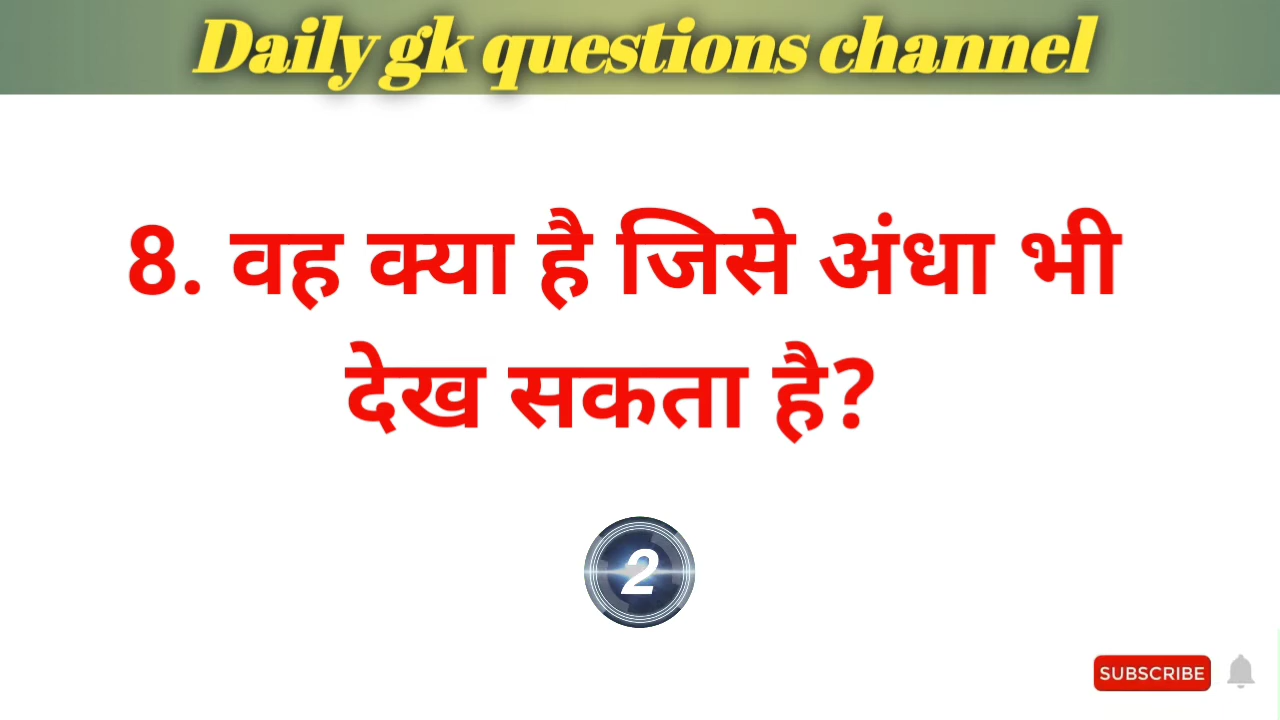 Daily gk questions channel
8. वह क्या है जिसे अंधा भी
देख सकता है?
2
SUBSCRIBE